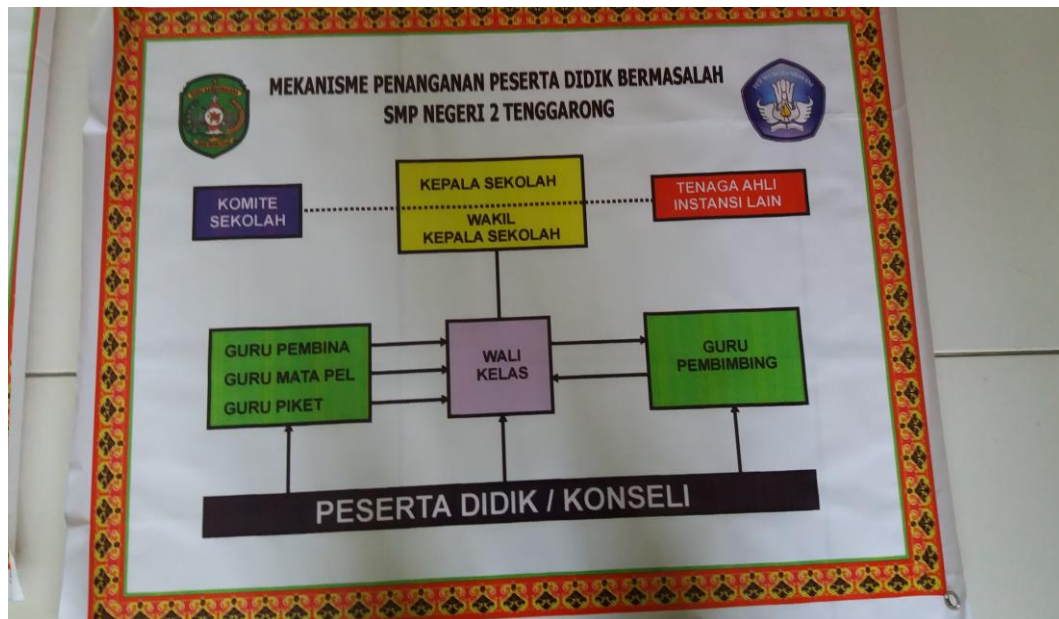 MEKANISME PENANGANAN PESERTA DIDIK BERMASALAH
SMP NEGERI 2 TENGGARONG
KOMITE
SEKOLAH
KEPALA SEKOLAH
WAKIL
KEPALA SEKOLAH
TENAGA AHLI
INSTANSI LAIN
GURU PEMBINA
GURU MATA PEL
GURU PIKET
WALI
KELAS
GURU
PEMBIMBING
PESERTA DIDIK / KONSELI